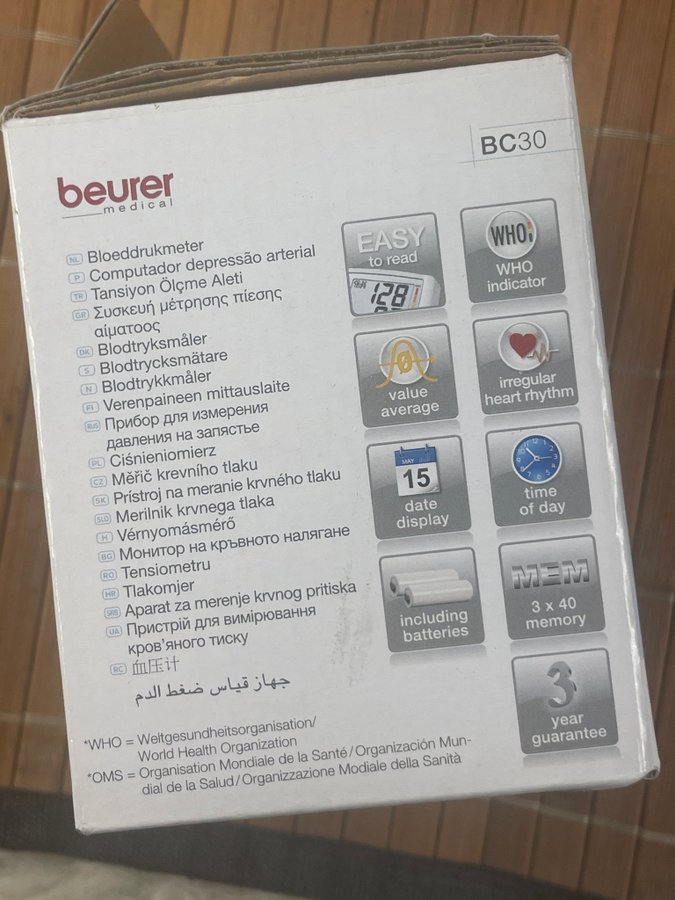 BC30
beurer
medical
NL Bloeddrukmeter
P Computador depressão arterial
TR Tansiyon Ölçme Aleti
GR Συσκευή μέτρησης πίεσης
αίματοος
DK Blodtryksmåler
S Blodtrycksmätare
N Blodtrykkmåler
FI Verenpaineen mittauslaite
RUS Прибор для измерения
давления на запястье
PL Ciśnieniomierz
CZ Měřič krevního tlaku
SK Prístroj na meranie krvného tlaku
SLO Merilnik krvnega tlaka
H Vérnyomásmérő
BG Монитор на кръвното налягане
RO Tensiometru
HR Tlakomjer
SRB Aparat za merenje krvnog pritiska
UA Пристрій для вимірювання
кров’яного тиску
RC 血压计
جهاز قياس ضغط الدم
*WHO = Weltgesundheitsorganisation/
World Health Organization
*OMS = Organisation Mondiale de la Santé/Organización Mun-
dial de la Salud/Organizzazione Modiale della Sanità
EASY
to read
128
WHO
WHO
indicator
Ø
value
average
irregular
heart rhythm
MAY
15
date
display
time
of day
including
batteries
MEM
3 x 40
memory
3
year
guarantee